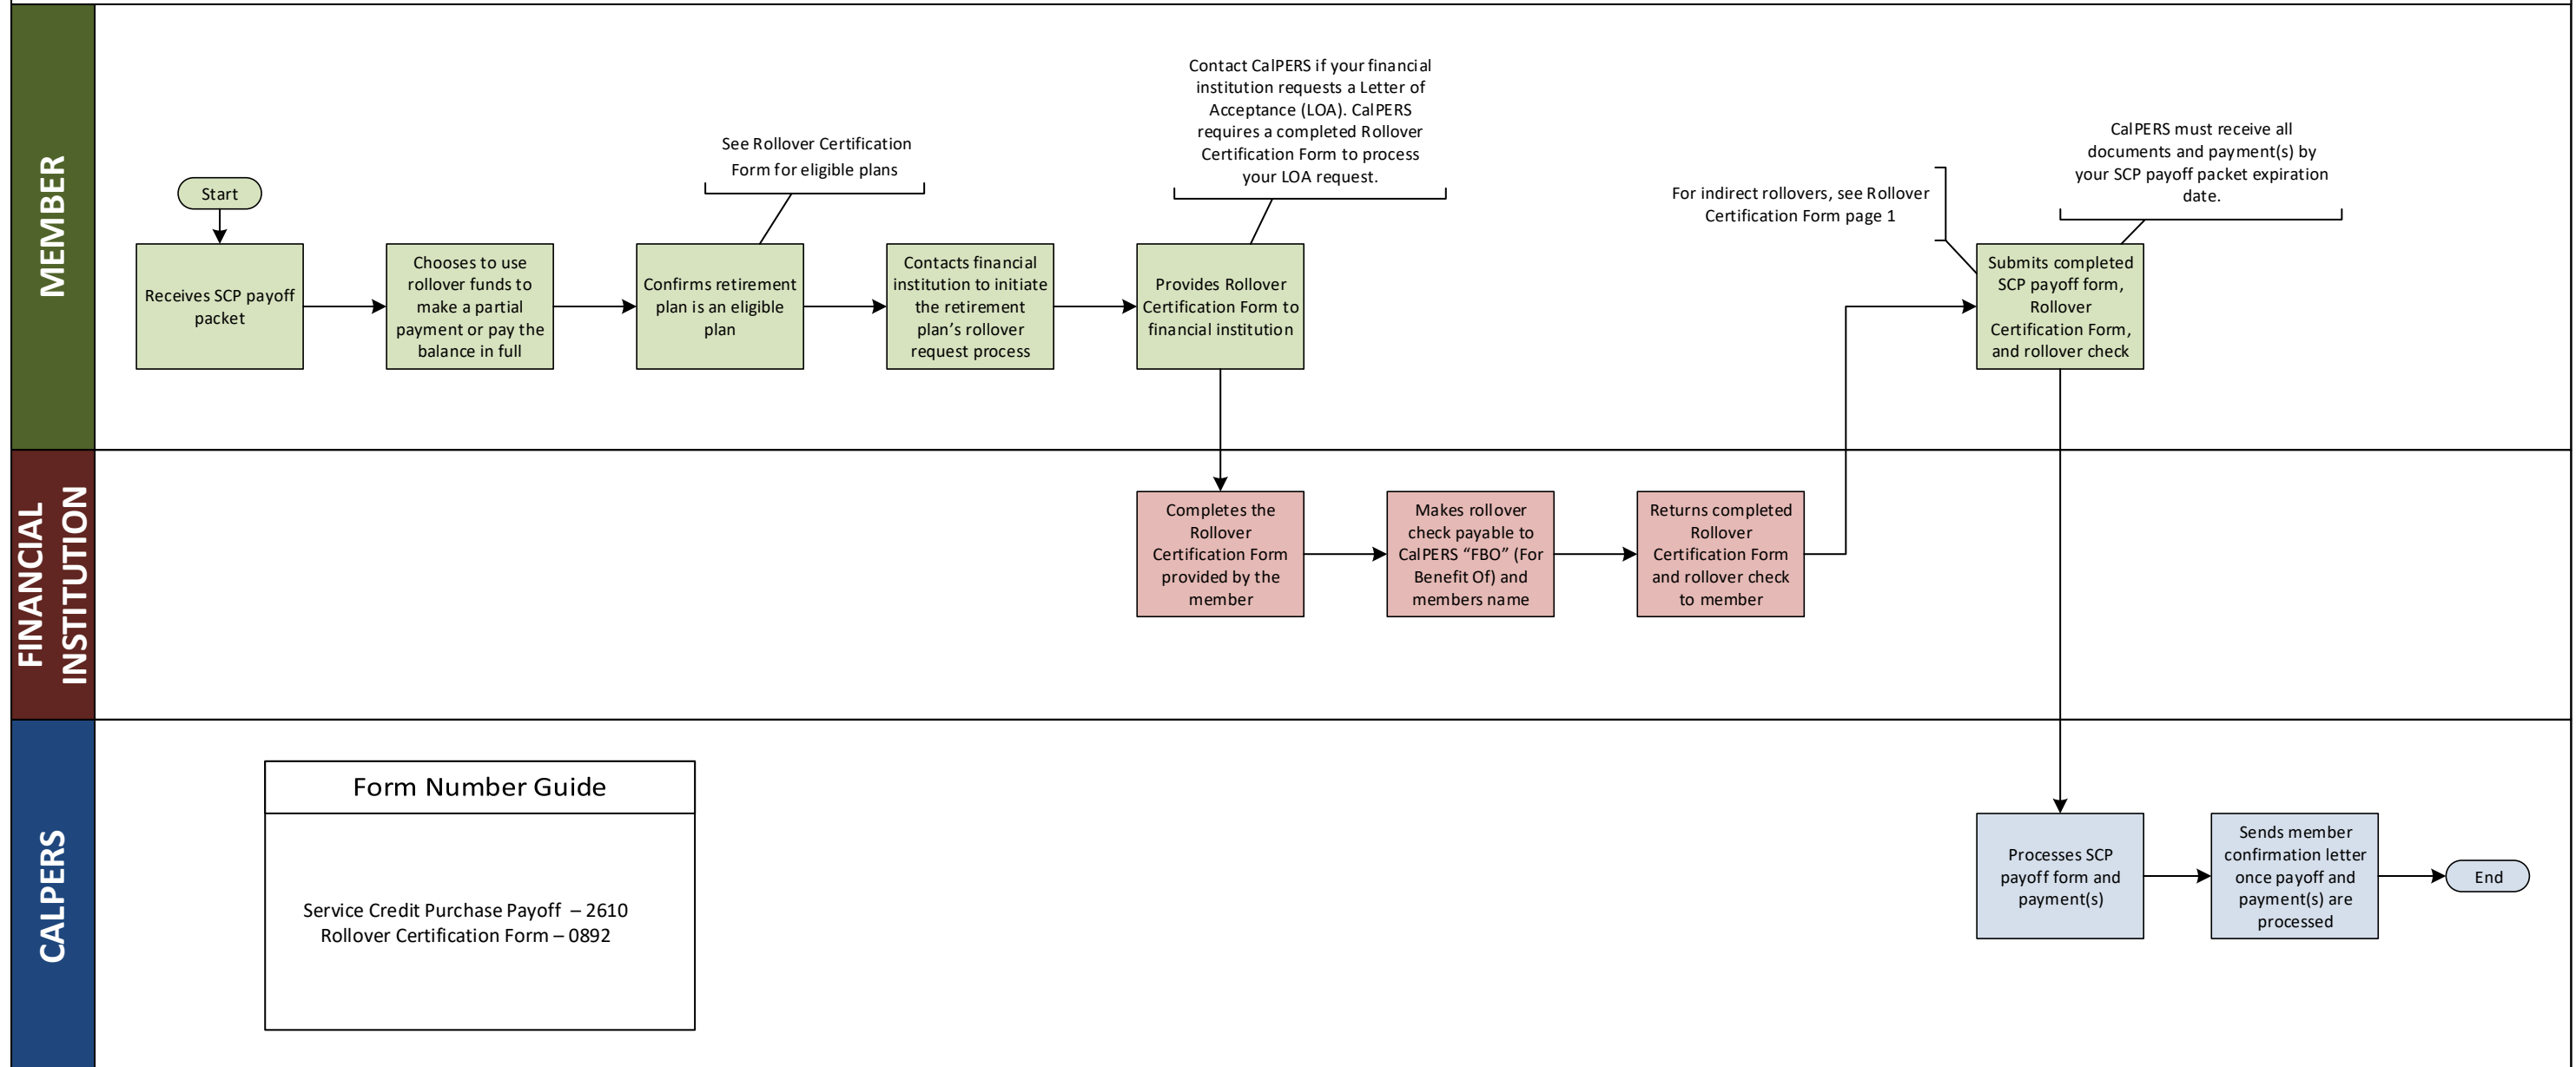 MEMBER
Start
Receives SCP payoff
packet
Chooses to use
rollover funds to
make a partial
payment or pay the
balance in full
See Rollover Certification
Form for eligible plans
Confirms retirement
plan is an eligible
plan
Contacts financial
institution to initiate
the retirement
plan’s rollover
request process
Contact CalPERS if your financial
institution requests a Letter of
Acceptance (LOA). CalPERS
requires a completed Rollover
Certification Form to process
your LOA request.
Provides Rollover
Certification Form to
financial institution
For indirect rollovers, see Rollover
Certification Form page 1
CalPERS must receive all
documents and payment(s) by
your SCP payoff packet expiration
date.
Submits completed
SCP payoff form,
Rollover
Certification Form,
and rollover check
FINANCIAL
INSTITUTION
Completes the
Rollover
Certification Form
provided by the
member
Makes rollover
check payable to
CalPERS “FBO” (For
Benefit Of) and
members name
Returns completed
Rollover
Certification Form
and rollover check
to member
CALPERS
Form Number Guide
Service Credit Purchase Payoff – 2610
Rollover Certification Form – 0892
Processes SCP
payoff form and
payment(s)
Sends member
confirmation letter
once payoff and
payment(s) are
processed
End